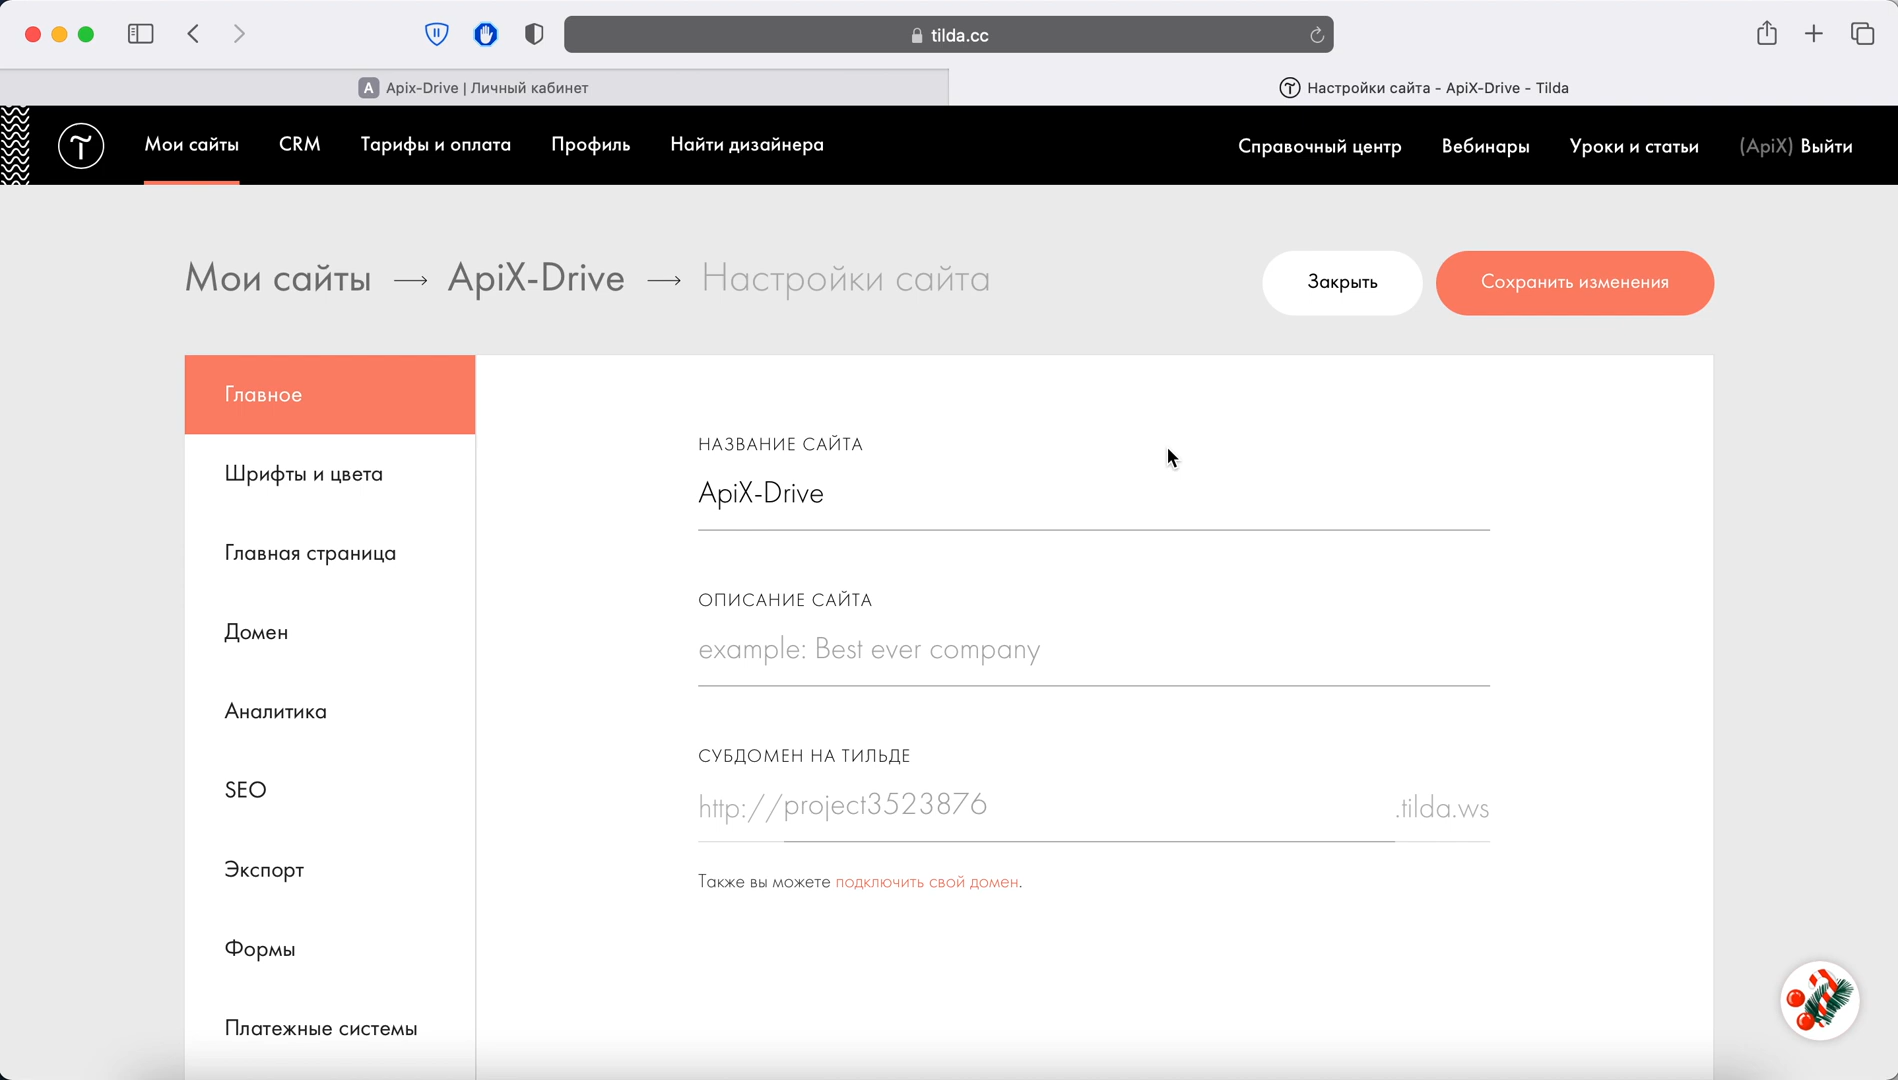 tilda.cc
A Apix-Drive | Личный кабинет
Настройки сайта - ApiX-Drive - Tilda
Мои сайты CRM Тарифы и оплата Профиль Найти дизайнера Справочный центр Вебинары Уроки и статьи (ApiX) Выйти
Мои сайты → ApiX-Drive → Настройки сайта
Закрыть
Сохранить изменения
Главное
Шрифты и цвета
Главная страница
Домен
Аналитика
SEO
Экспорт
Формы
Платежные системы
НАЗВАНИЕ САЙТА
ApiX-Drive
ОПИСАНИЕ САЙТА
example: Best ever company
СУБДОМЕН НА ТИЛЬДЕ
http://project3523876 .tilda.ws
Также вы можете подключить свой домен.